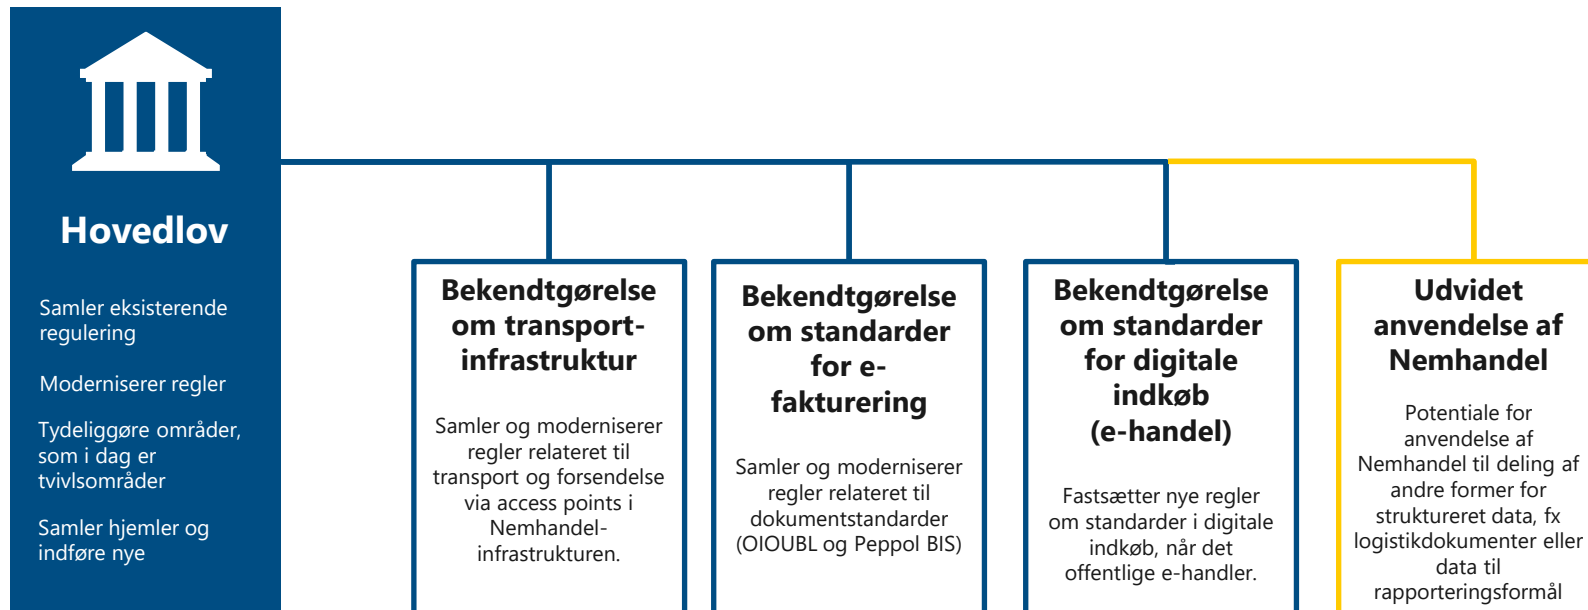 Hovedlov
Samler eksisterende
regulering
Moderniserer regler
Tydeliggøre områder,
som i dag er
tvivlsområder
Samler hjemler og
indføre nye
Bekendtgørelse
om transport-
infrastruktur
Samler og moderniserer
regler relateret til
transport og forsendelse
via access points i
Nemhandel-
infrastrukturen.
Bekendtgørelse
om standarder
for e-
fakturering
Samler og moderniserer
regler relateret til
dokumentstandarder
(OIOUBL og Peppol BIS)
Bekendtgørelse
om standarder
for digitale
indkøb
(e-handel)
Fastsætter nye regler
om standarder i digitale
indkøb, når det
offentlige e-handler.
Udvidet
anvendelse af
Nemhandel
Potentiale for
anvendelse af
Nemhandel til deling af
andre former for
struktureret data, fx
logistikdokumenter eller
data til
rapporteringsformål